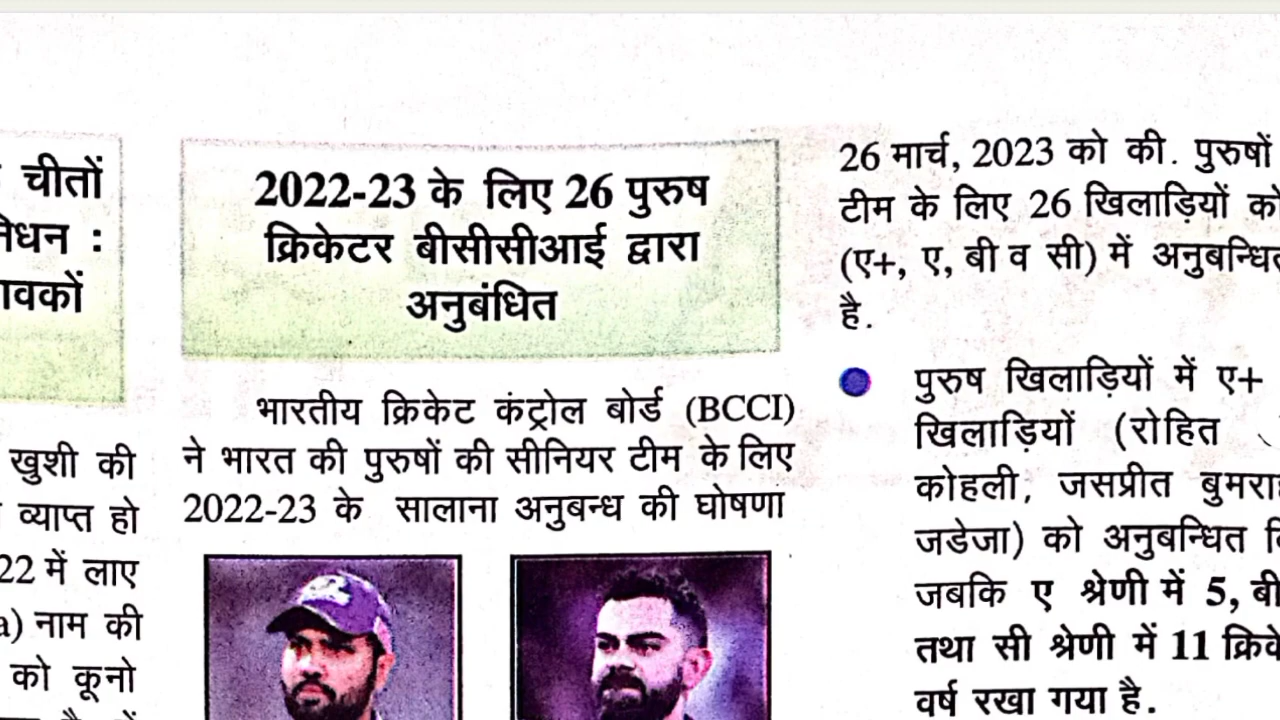 चीतों
निधन :
शावकों
खुशी की
व्याप्त हो
22 में लाए
नाम की
को कूनो
2022-23 के लिए 26 पुरुष
क्रिकेटर बीसीसीआई द्वारा
अनुबंधित
भारतीय क्रिकेट कंट्रोल बोर्ड (BCCI)
ने भारत की पुरुषों की सीनियर टीम के लिए
2022-23 के सालाना अनुबन्ध की घोषणा
26 मार्च, 2023 को की. पुरुषों
टीम के लिए 26 खिलाड़ियों को
(ए+, ए, बी व सी) में अनुबन्धित
है.
पुरुष खिलाड़ियों में ए+
खिलाड़ियों (रोहित
कोहली, जसप्रीत बुमराह
जडेजा) को अनुबन्धित
जबकि ए श्रेणी में 5, बी
तथा सी श्रेणी में 11
वर्ष रखा गया है.